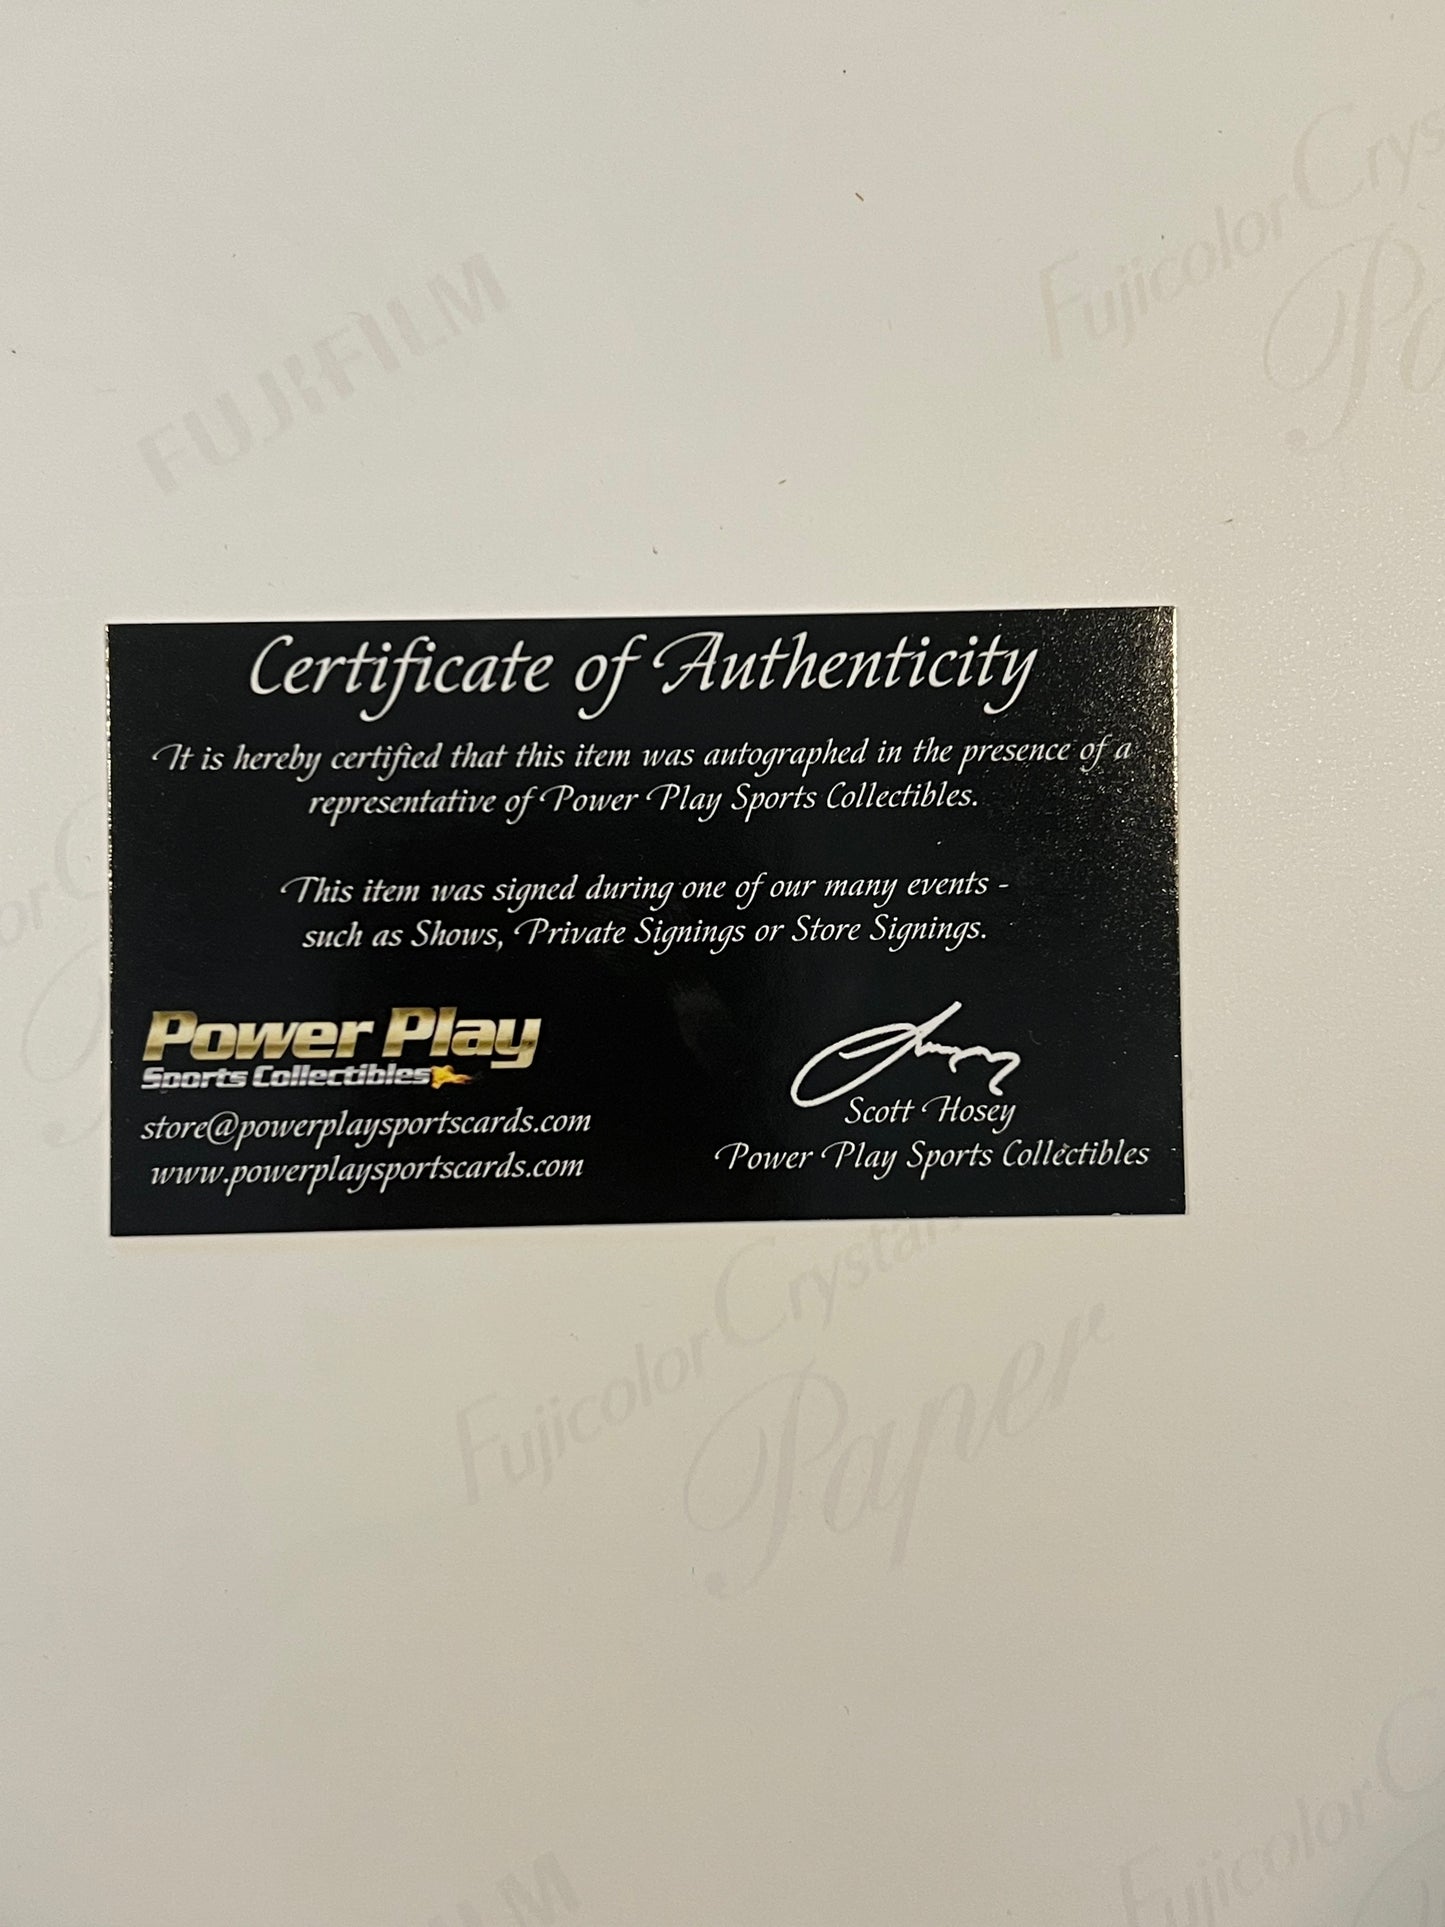 FUJIFILM
Fujicolor Crys
Certificate of Authenticity
It is hereby certified that this item was autographed in the presence of a
representative of Power Play Sports Collectibles.
This item was signed during one of our many events -
such as Shows, Private Signings or Store Signings.
Power Play
Sports Collectibles
store@powerplaysportscards.com
www.powerplaysportscards.com
Scott Hosey
Power Play Sports Collectibles
Fujicolor Crystal
Paper
Fujicolor